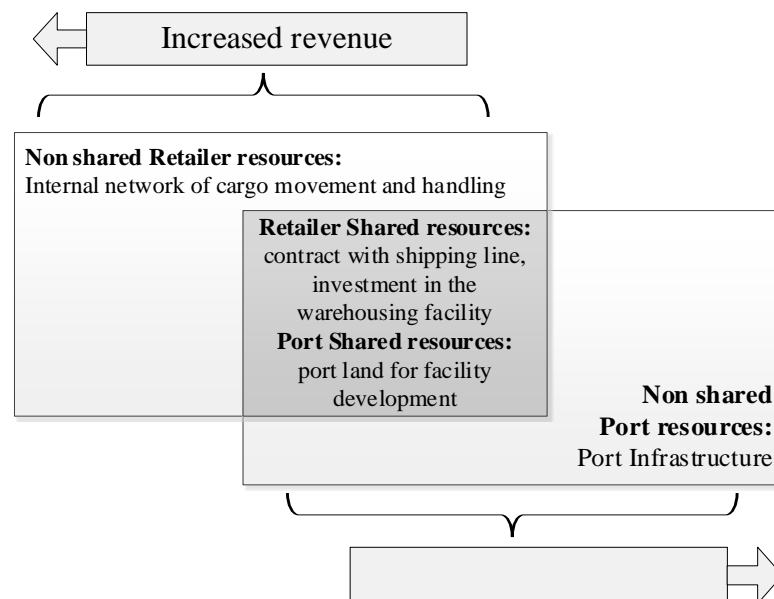 Increased revenue
Non shared Retailer resources:
Internal network of cargo movement and handling
Retailer Shared resources:
contract with shipping line,
investment in the
warehousing facility
Port Shared resources:
port land for facility
development
Non shared
Port resources:
Port Infrastructure